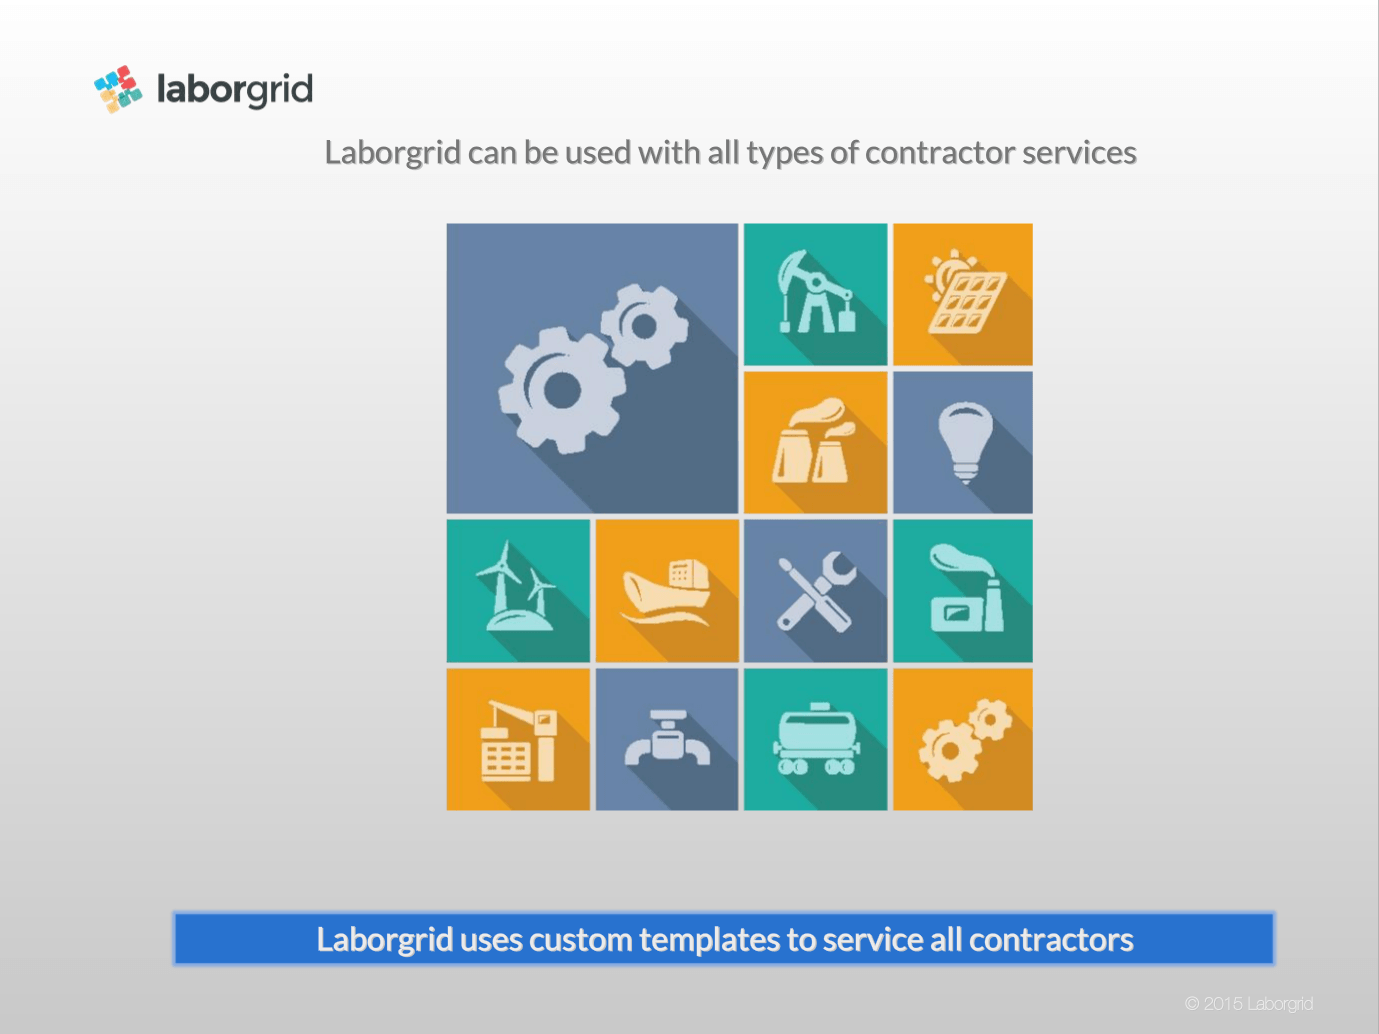 laborgrid
Laborgrid can be used with all types of contractor services
Laborgrid uses custom templates to service all contractors
© 2015 Laborgrid